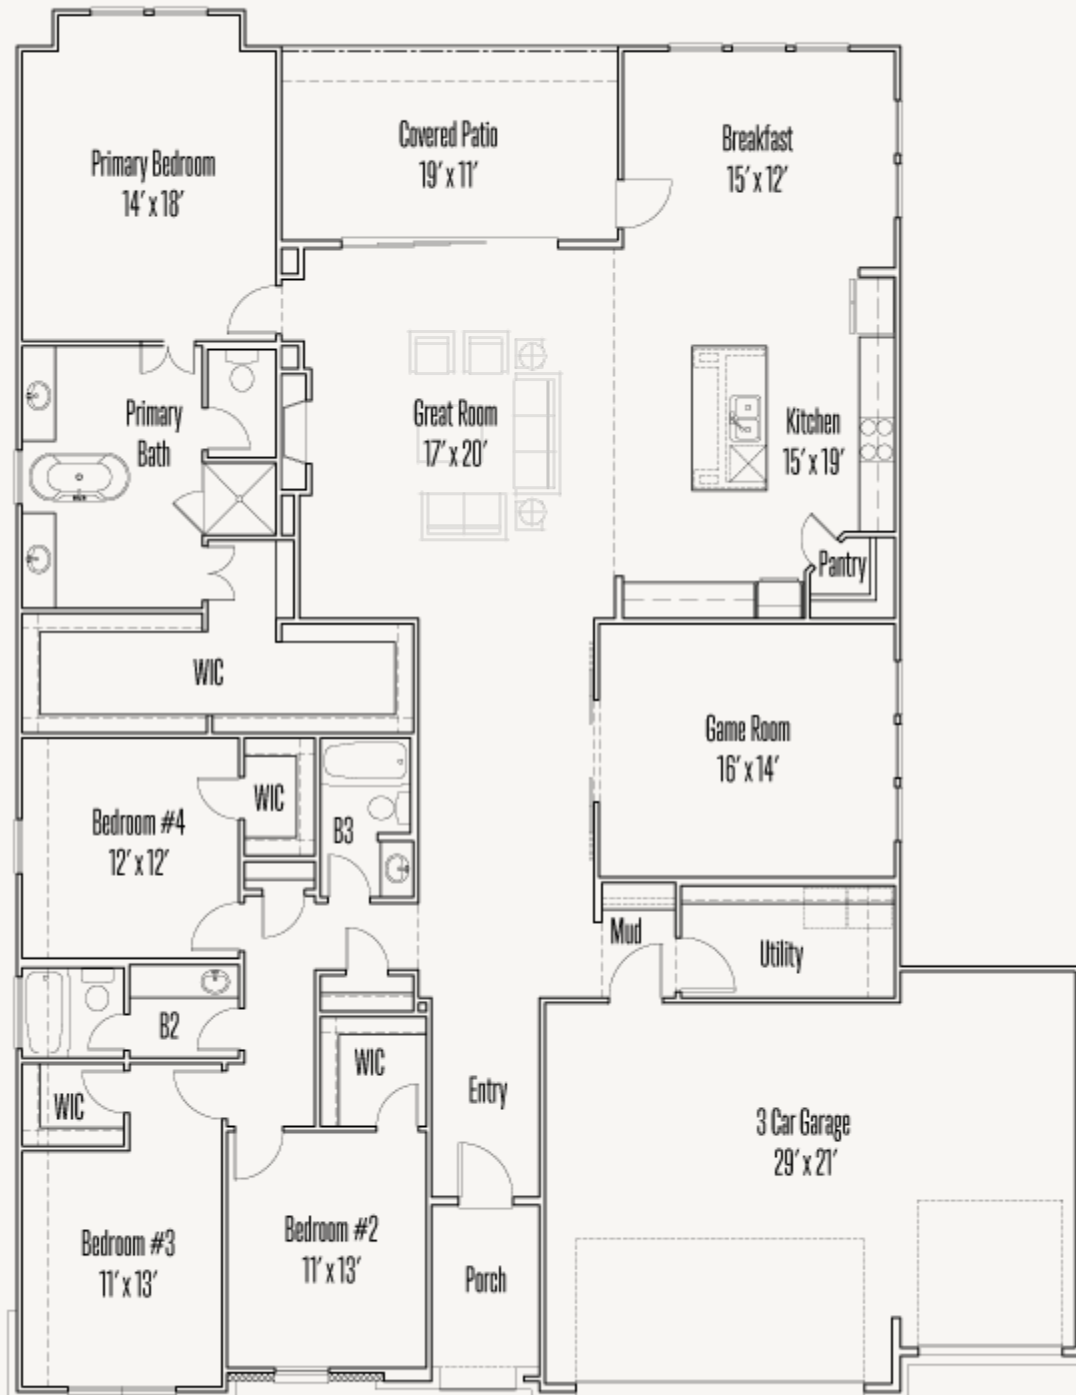 Primary Bedroom
14′ x 18′
Covered Patio
19′ x 11′
Breakfast
15′ x 12′
Primary
Bath
Great Room
17′ x 20′
Kitchen
15′ x 19′
Pantry
WIC
Game Room
16′ x 14′
Bedroom #4
12′ x 12′
WIC
B3
Mud
Utility
B2
WIC
WIC
Entry
3 Car Garage
29′ x 21′
Bedroom #3
11′ x 13′
Bedroom #2
11′ x 13′
Porch